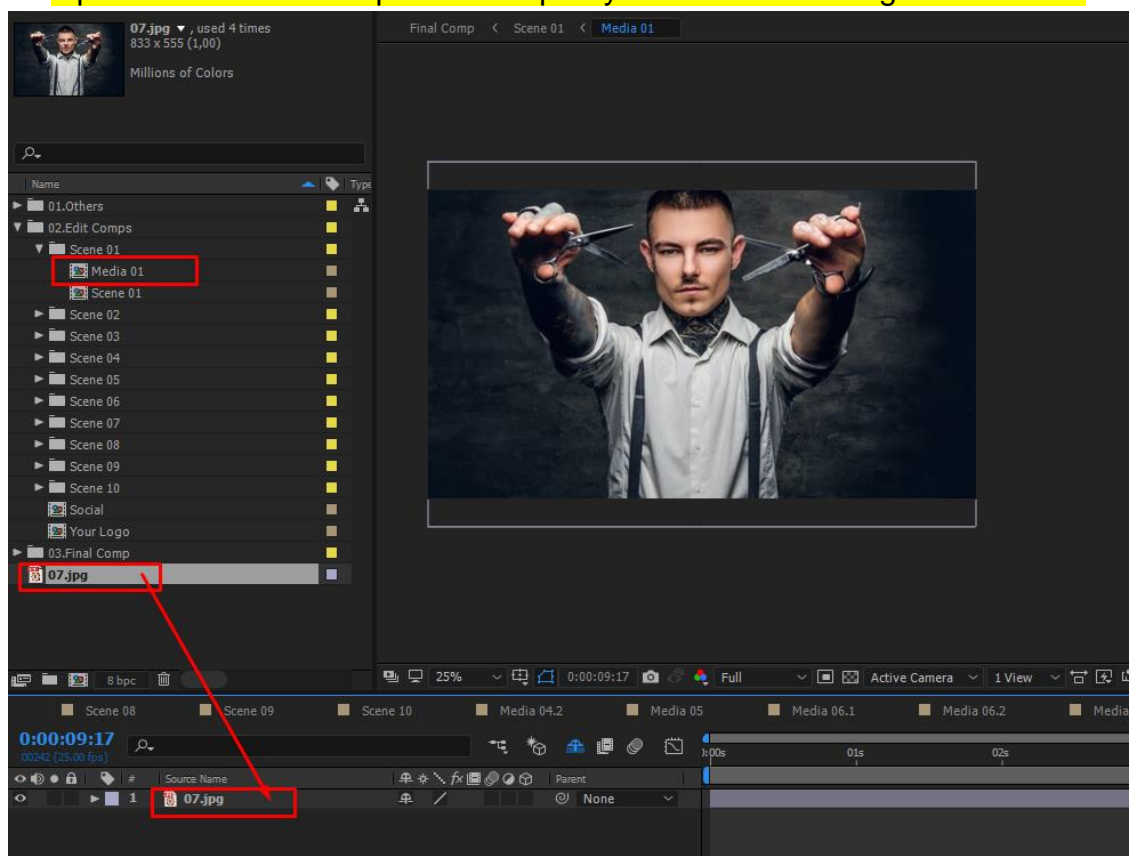 07.jpg ▼ , used 4 times
833 x 555 (1,00)
Millions of Colors
Final Comp < Scene 01 < Media 01
Name Type
01.Others
02.Edit Comps
Scene 01
Media 01
Scene 01
Scene 02
Scene 03
Scene 04
Scene 05
Scene 06
Scene 07
Scene 08
Scene 09
Scene 10
Social
Your Logo
03.Final Comp
07.jpg
8 bpc
25% 0:00:09:17 Full Active Camera 1 View
Scene 08 Scene 09 Scene 10 Media 04.2 Media 05 Media 06.1 Media 06.2 Media
0:00:09:17
00242 (25.00 fps)
:00s 01s 02s
# Source Name fx Parent
1 07.jpg None